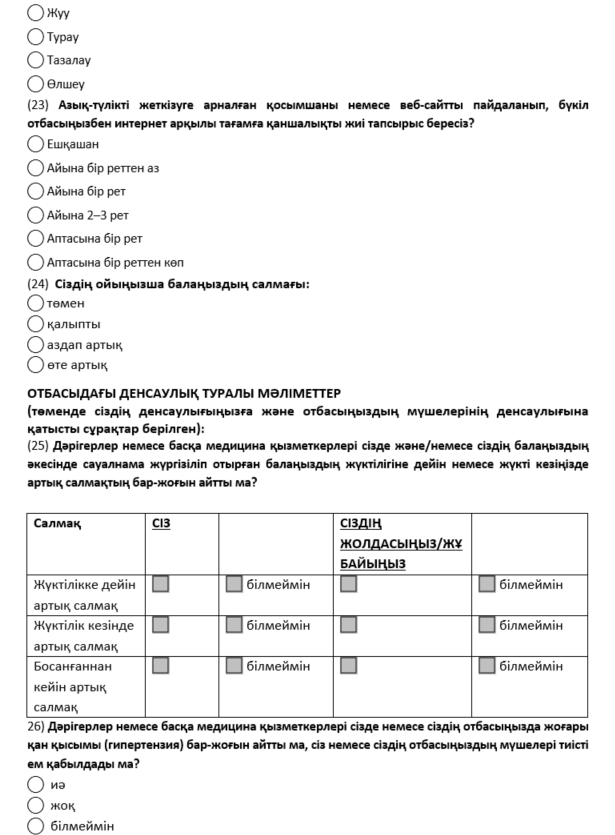 Жуу
Турау
Тазалау
Өлшеу
(23) Азық-түлікті жеткізуге арналған қосымшаны немесе веб-сайтты пайдаланып, бүкіл
отбасыңызбен интернет арқылы тағамға қаншалықты жиі тапсырыс бересіз?
Ешқашан
Айына бір реттен аз
Айына бір рет
Айына 2–3 рет
Аптасына бір рет
Аптасына бір реттен көп
(24) Сіздің ойыңызша балаңыздың салмағы:
төмен
қалыпты
аздап артық
өте артық
ОТБАСЫДАҒЫ ДЕНСАУЛЫҚ ТУРАЛЫ МӘЛІМЕТТЕР
(төменде сіздің денсаулығыңызға және отбасыңыздың мүшелерінің денсаулығына
қатысты сұрақтар берілген):
(25) Дәрігерлер немесе басқа медицина қызметкерлері сізде және/немесе сіздің балаңыздың
әкесінде сауалнама жүргізіліп отырған балаңыздың жүктілігіне дейін немесе жүкті кезіңізде
артық салмақтың бар-жоғын айтты ма?
Салмақ СІЗ СІЗДІҢ
ЖОЛДАСЫҢЫЗ/ЖҰ
БАЙЫҢЫЗ
Жүктілікке дейін білмеймін білмеймін
артық салмақ
Жүктілік кезінде білмеймін білмеймін
артық салмақ
Босанғаннан білмеймін білмеймін
кейін артық
салмақ
26) Дәрігерлер немесе басқа медицина қызметкерлері сізде немесе сіздің отбасыңызда жоғары
қан қысымы (гипертензия) бар-жоғын айтты ма, сіз немесе сіздің отбасыңыздың мүшелері тиісті
ем қабылдады ма?
иә
жоқ
білмеймін